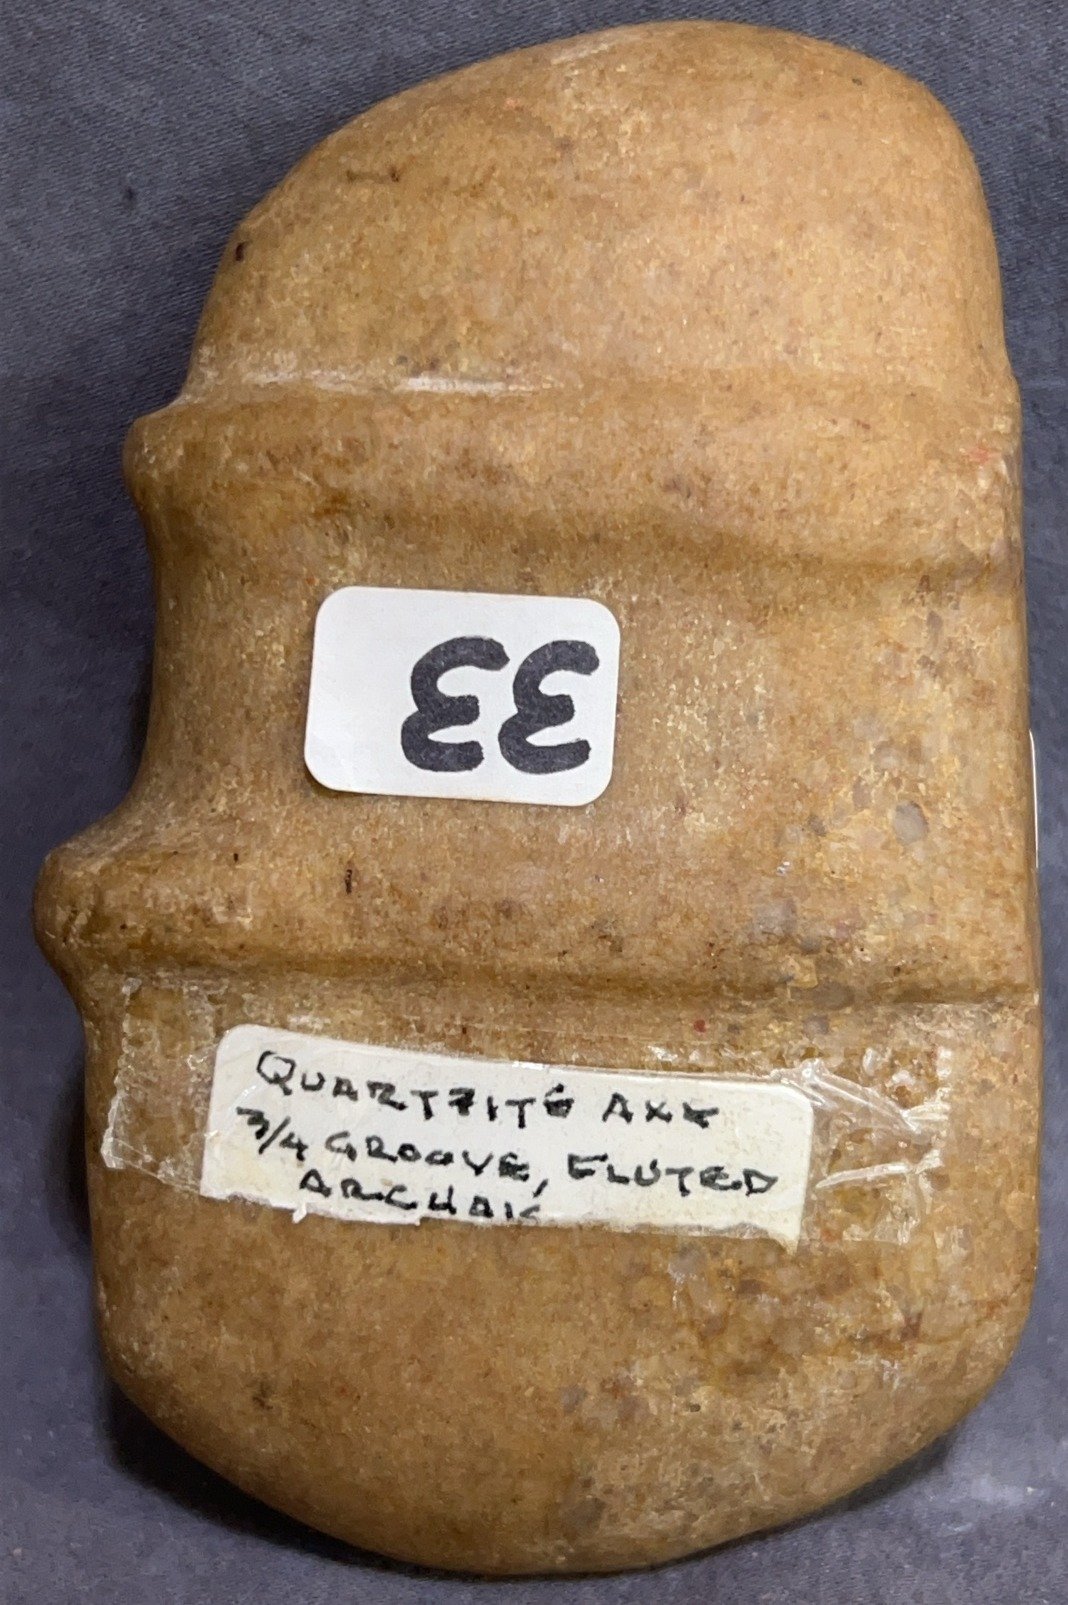 33
QUARTZITE AXE
3/4 GROOVE, FLUTED
ARCHAIC